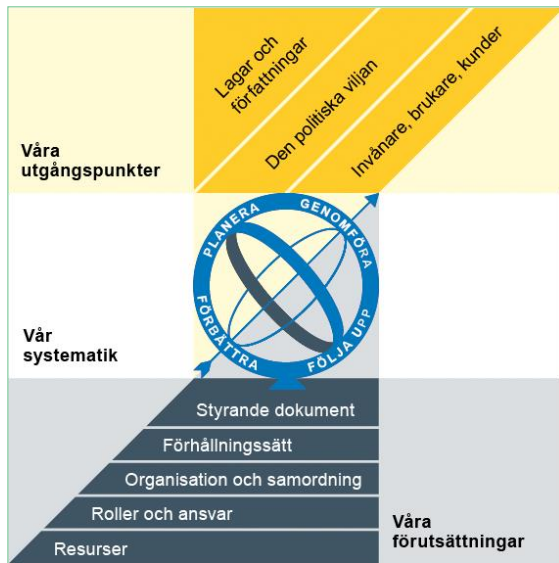 Lagar och
författningar
Den politiska viljan
Invånare, brukare, kunder
Våra
utgångspunkter
PLANERA
GENOMFÖRA
FÖRBÄTTRA
FÖLJA UPP
Vår
systematik
Styrande dokument
Förhållningssätt
Organisation och samordning
Roller och ansvar
Resurser
Våra
förutsättningar